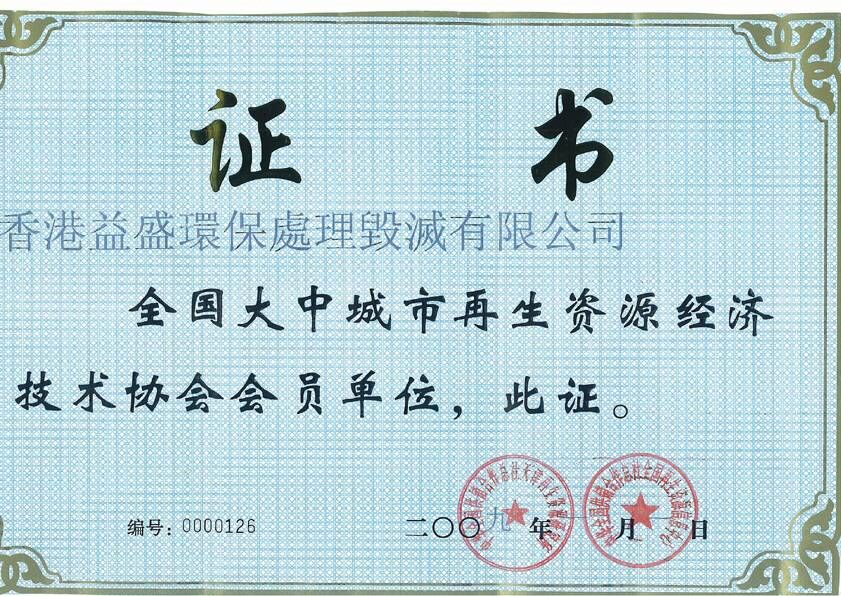 证书
香港益盛環保處理毀滅有限公司
全国大中城市再生资源经济
技术协会会员单位，此证。
编号：0000126
二〇〇九年 月 日